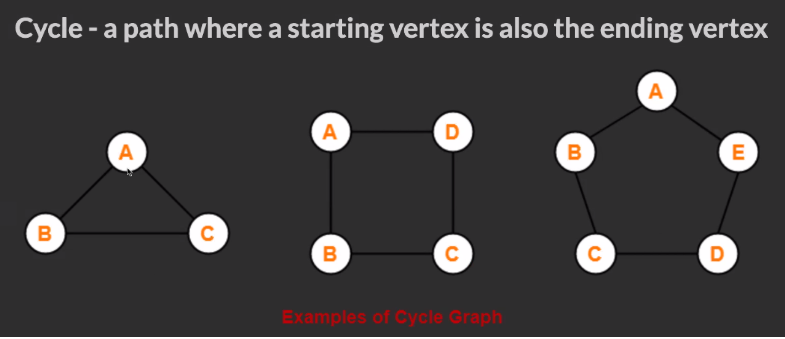 Cycle - a path where a starting vertex is also the ending vertex
A
B
C
A
D
B
C
A
B
E
C
D
Examples of Cycle Graph